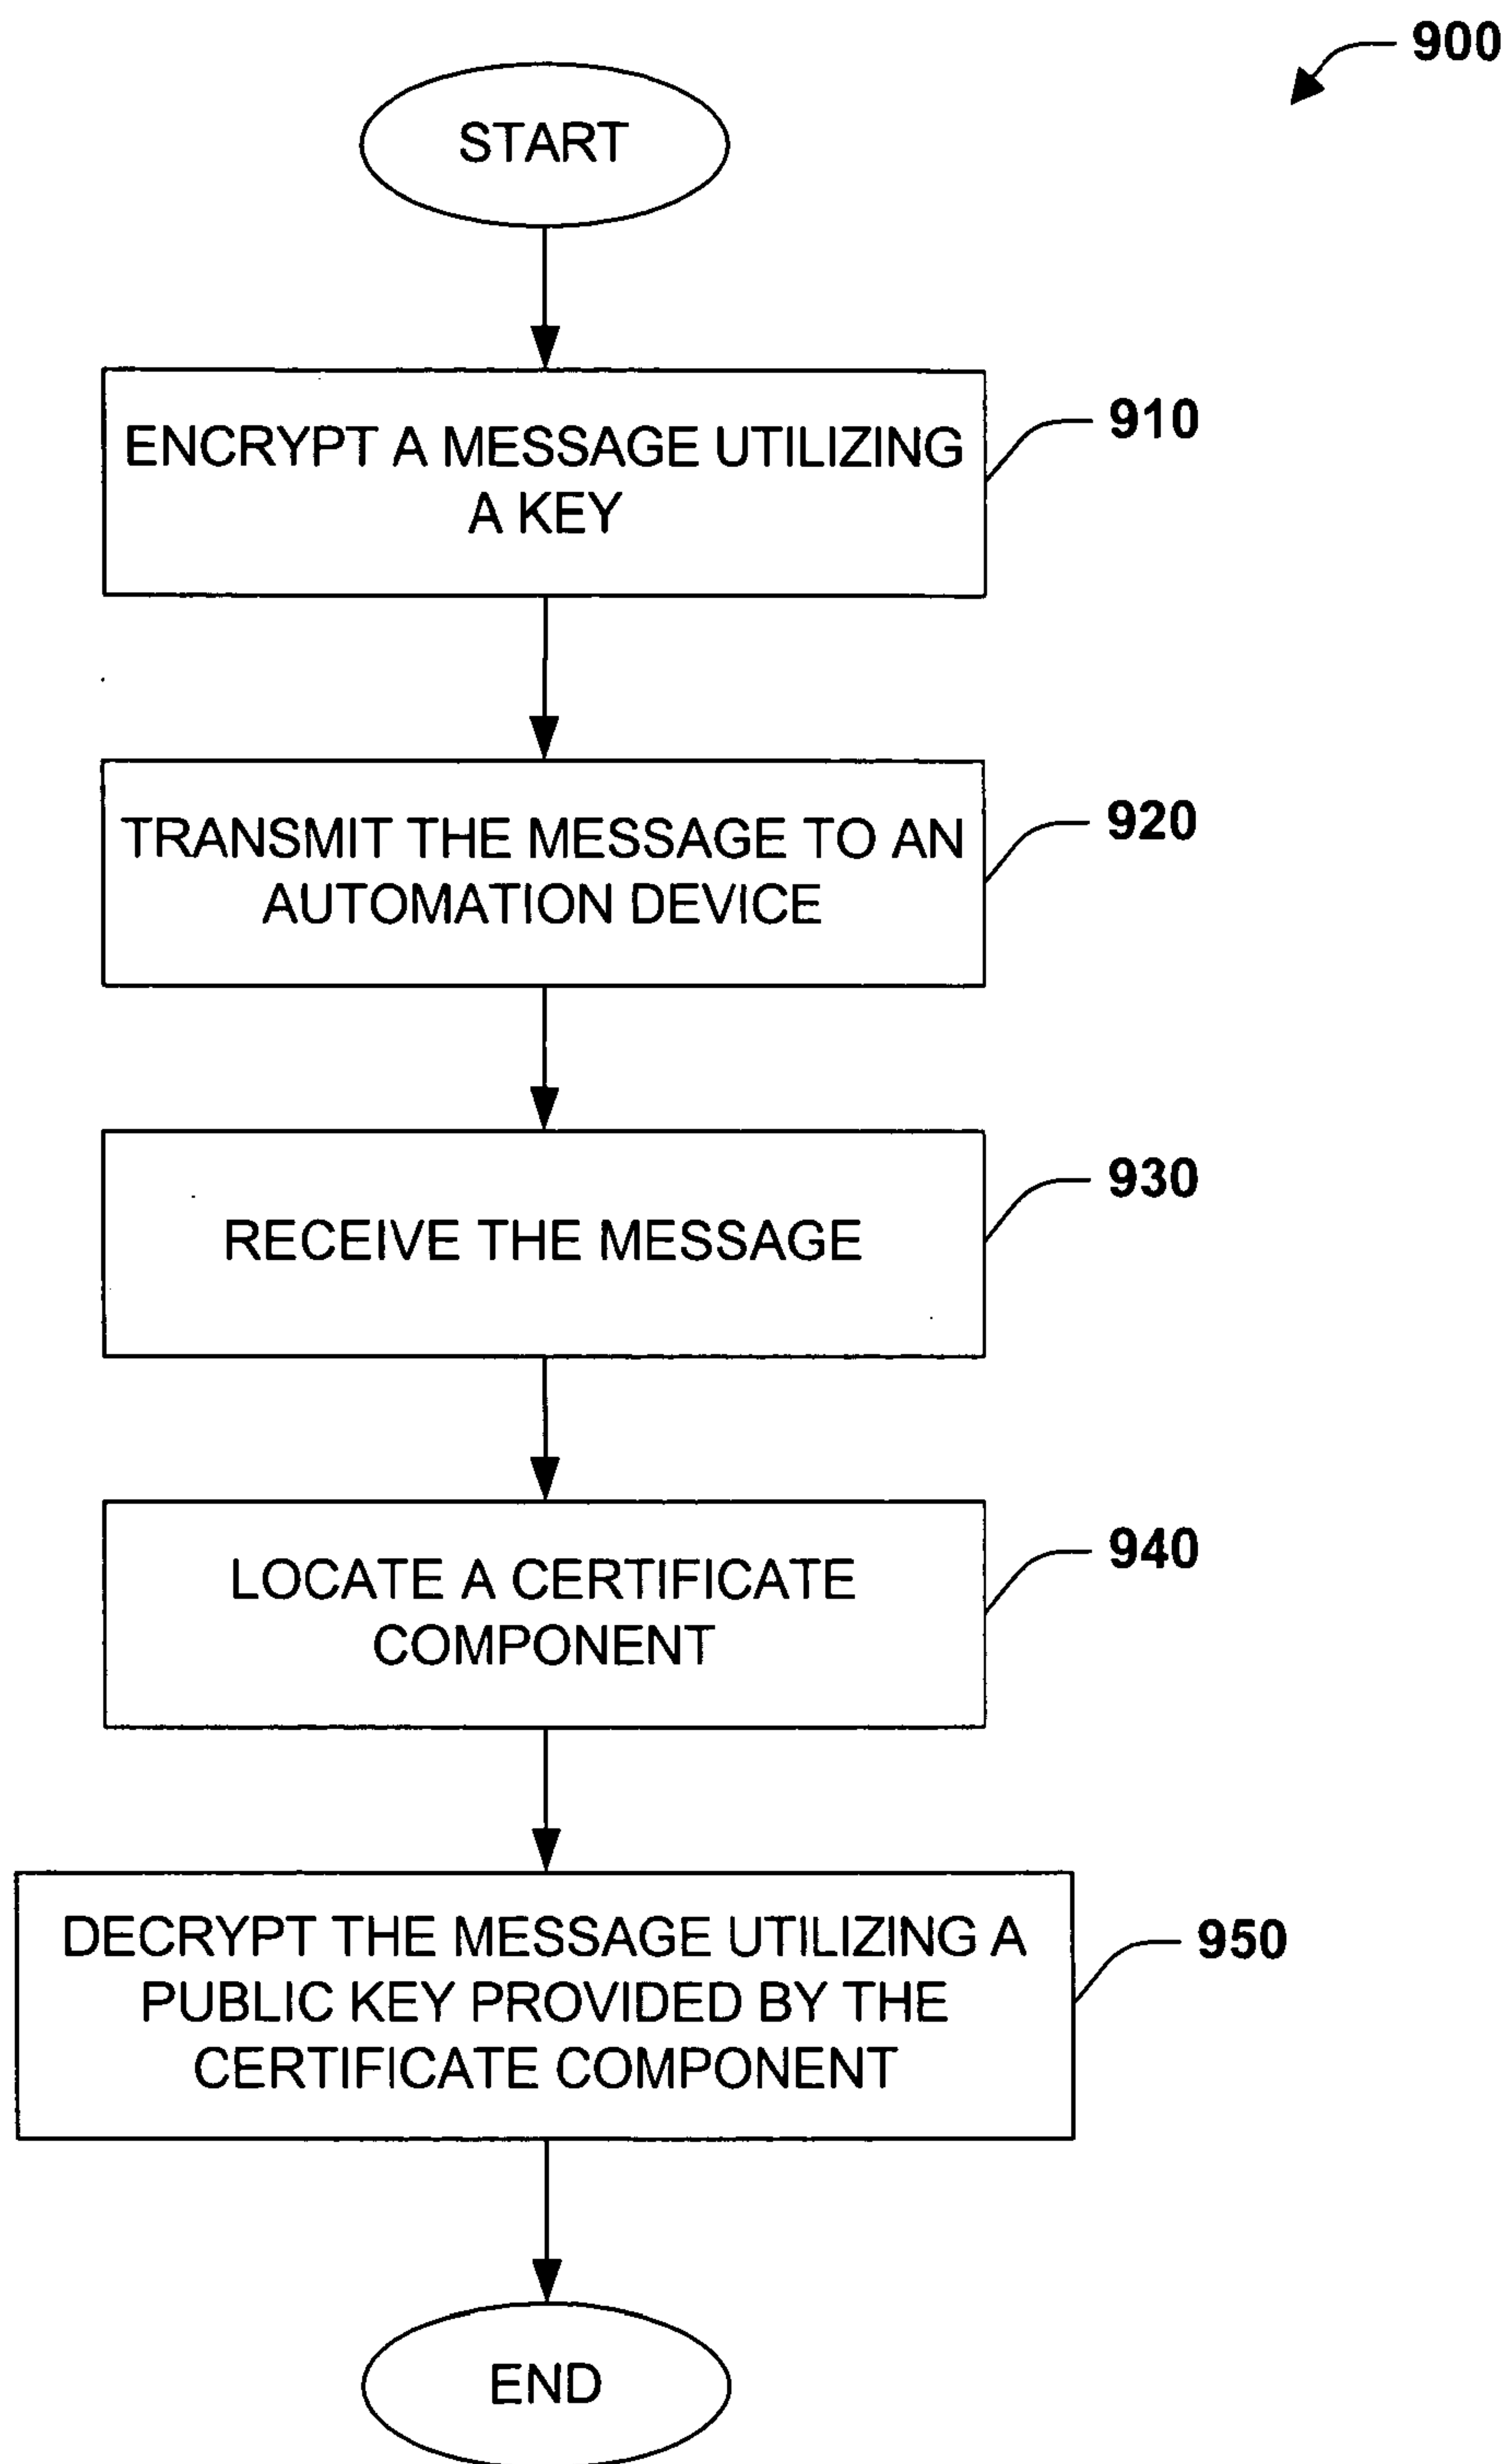 900
START
ENCRYPT A MESSAGE UTILIZING
A KEY
910
TRANSMIT THE MESSAGE TO AN
AUTOMATION DEVICE
920
RECEIVE THE MESSAGE
930
LOCATE A CERTIFICATE
COMPONENT
940
DECRYPT THE MESSAGE UTILIZING A
PUBLIC KEY PROVIDED BY THE
CERTIFICATE COMPONENT
950
END